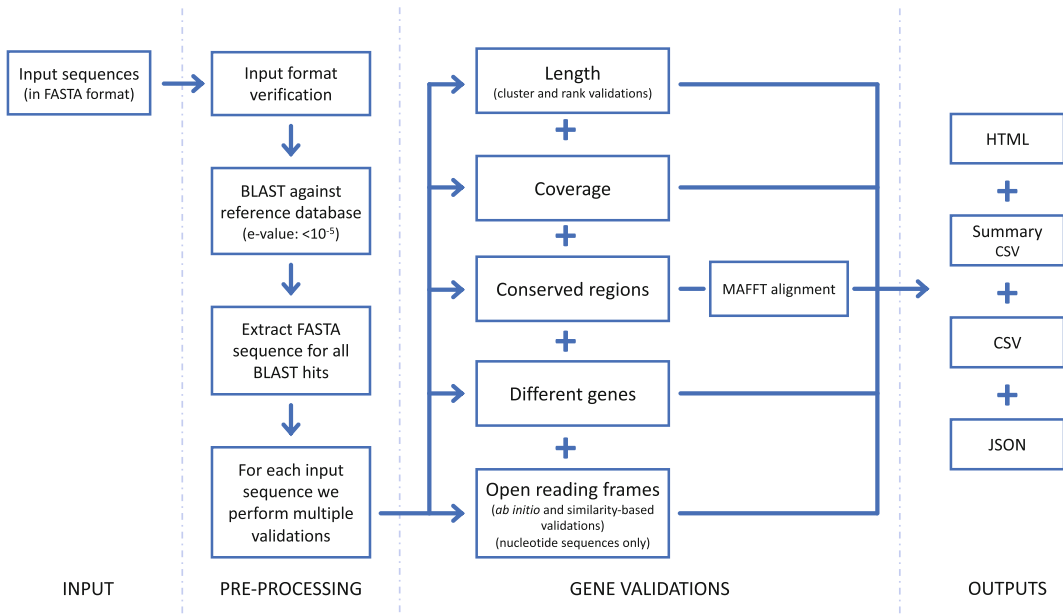 Input sequences
(in FASTA format)
Input format
verification
BLAST against
reference database
(e-value: <10⁻⁵)
Extract FASTA
sequence for all
BLAST hits
For each input
sequence we
perform multiple
validations
Length
(cluster and rank validations)
+
Coverage
+
Conserved regions
MAFFT alignment
+
Different genes
+
Open reading frames
(ab initio and similarity-based
validations)
(nucleotide sequences only)
HTML
+
Summary
CSV
+
CSV
+
JSON
INPUT
PRE-PROCESSING
GENE VALIDATIONS
OUTPUTS